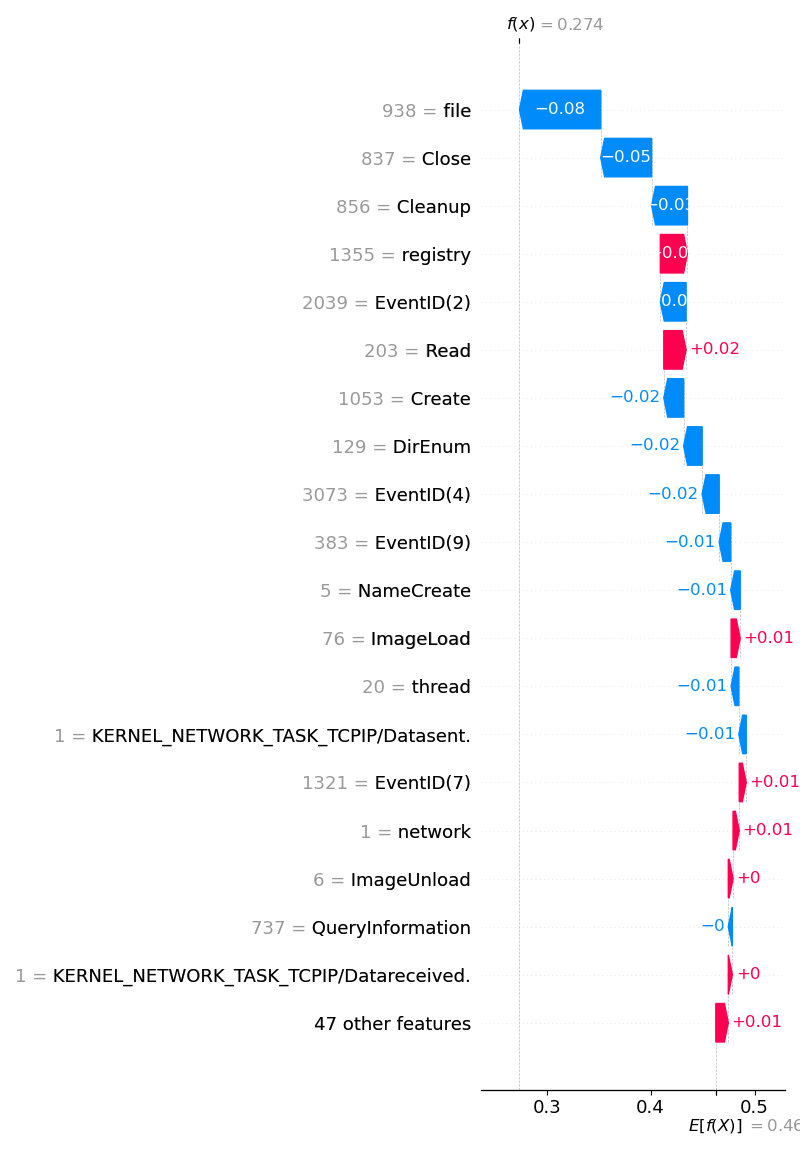 f(x) = 0.274
938 = file
−0.08
837 = Close
−0.05
856 = Cleanup
1355 = registry
2039 = EventID(2)
203 = Read
+0.02
1053 = Create
−0.02
129 = DirEnum
−0.02
3073 = EventID(4)
−0.02
383 = EventID(9)
−0.01
5 = NameCreate
−0.01
76 = ImageLoad
+0.01
20 = thread
−0.01
1 = KERNEL_NETWORK_TASK_TCPIP/Datasent.
−0.01
1321 = EventID(7)
+0.01
1 = network
+0.01
6 = ImageUnload
+0
737 = QueryInformation
−0
1 = KERNEL_NETWORK_TASK_TCPIP/Datareceived.
+0
47 other features
+0.01
0.3 0.4 0.5
E[f(X)] = 0.46